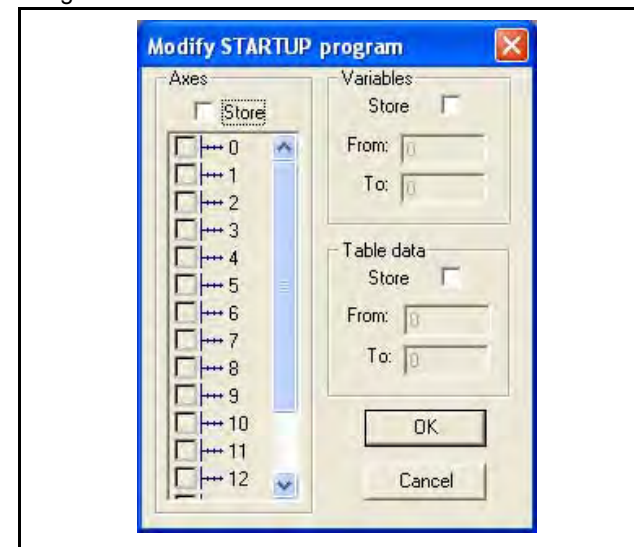 Modify STARTUP program
Axes
Store
0
1
2
3
4
5
6
7
8
9
10
11
12
Variables
Store
From: 0
To: 0
Table data
Store
From: 0
To: 0
OK
Cancel